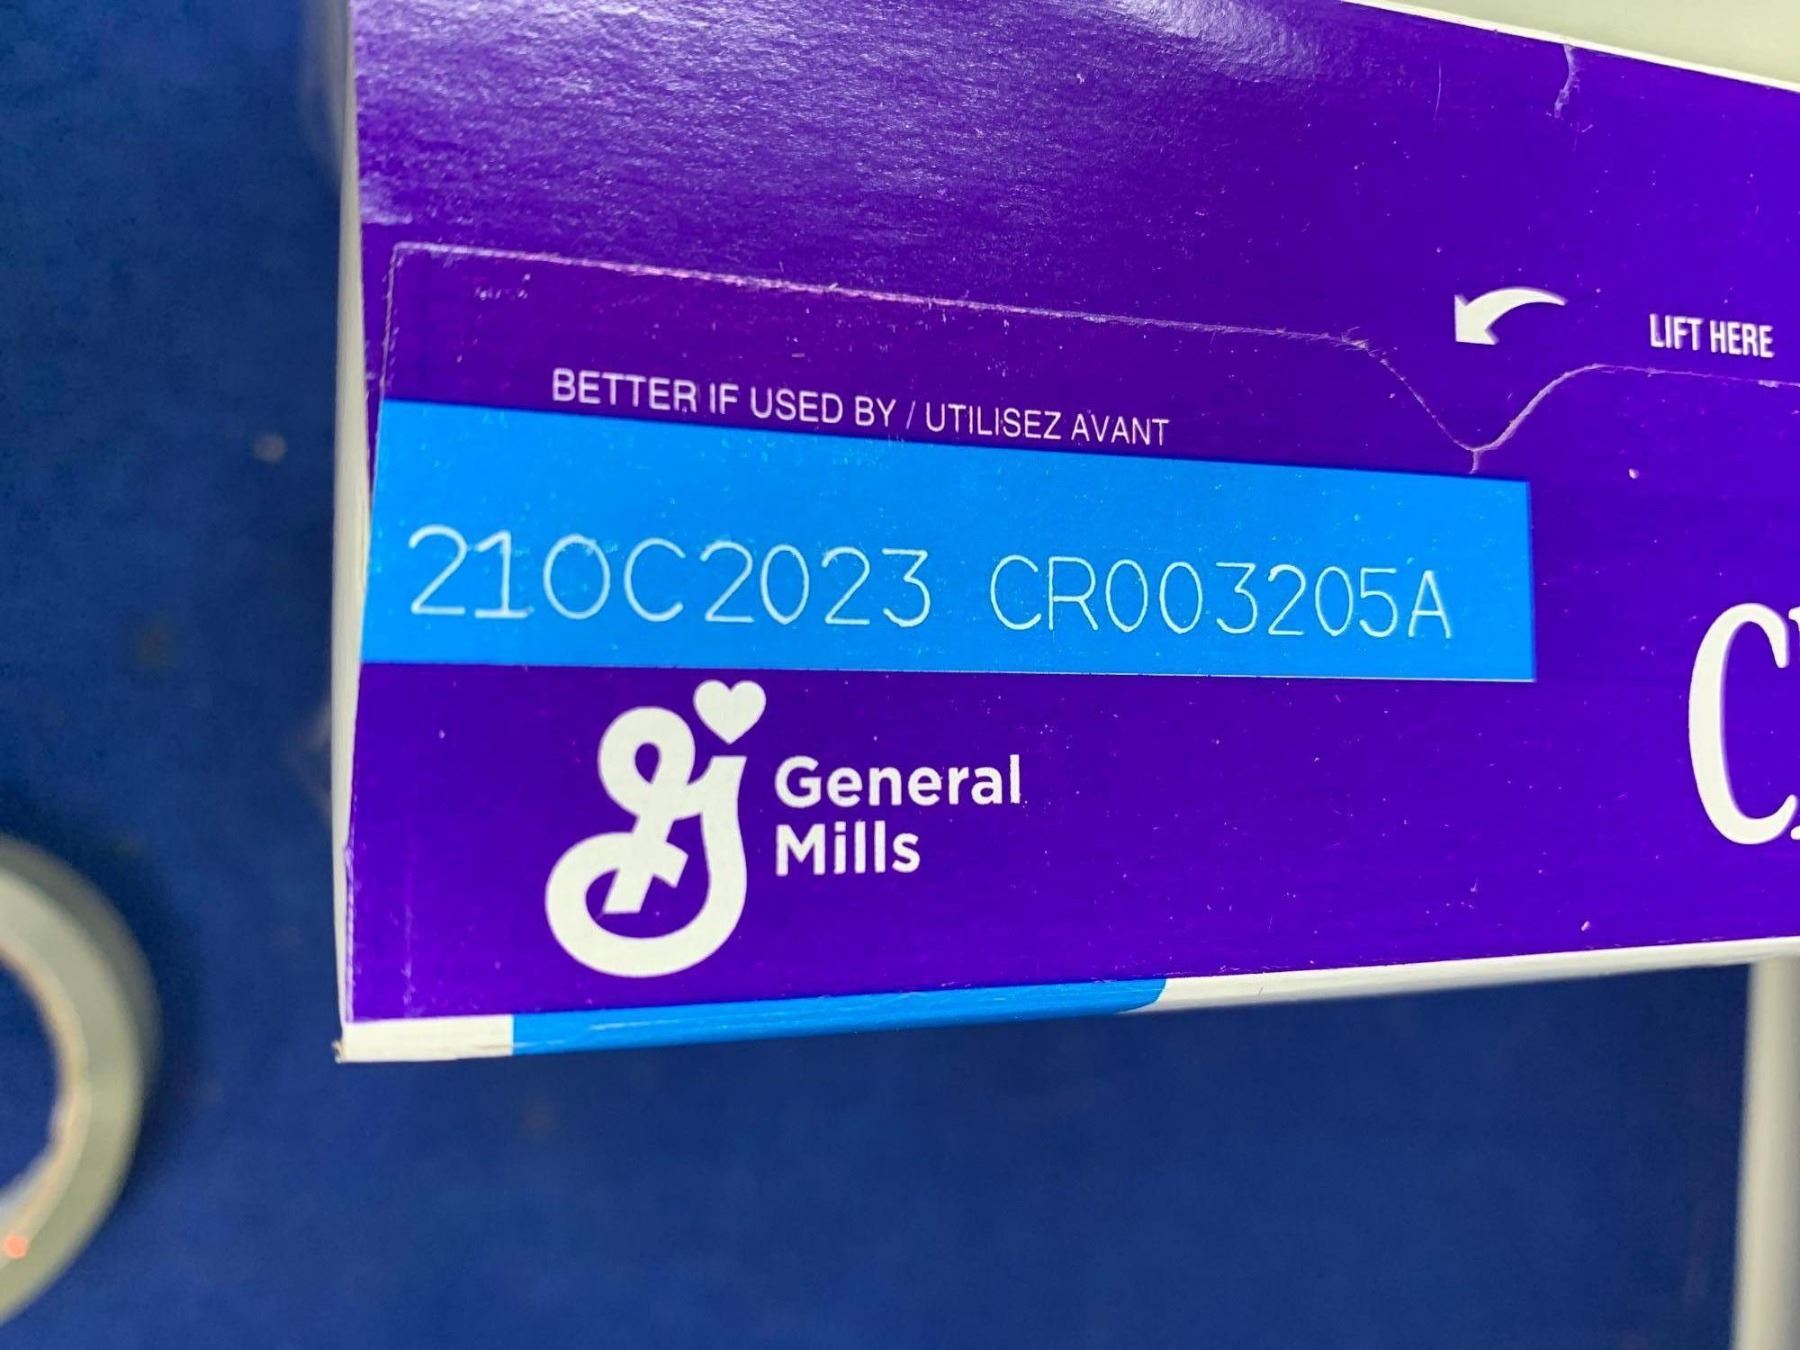 LIFT HERE
BETTER IF USED BY / UTILISEZ AVANT
21OC2023 CR003205A
General
Mills